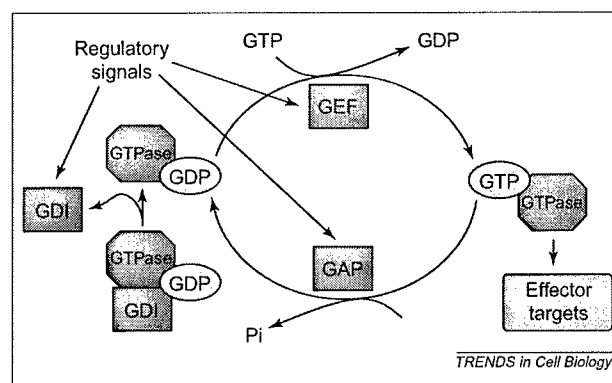 Regulatory
signals
GTP
GDP
GEF
GTPase
GDP
GDI
GTPase
GDP
GDI
GAP
Pi
GTP
GTPase
Effector
targets
TRENDS in Cell Biology